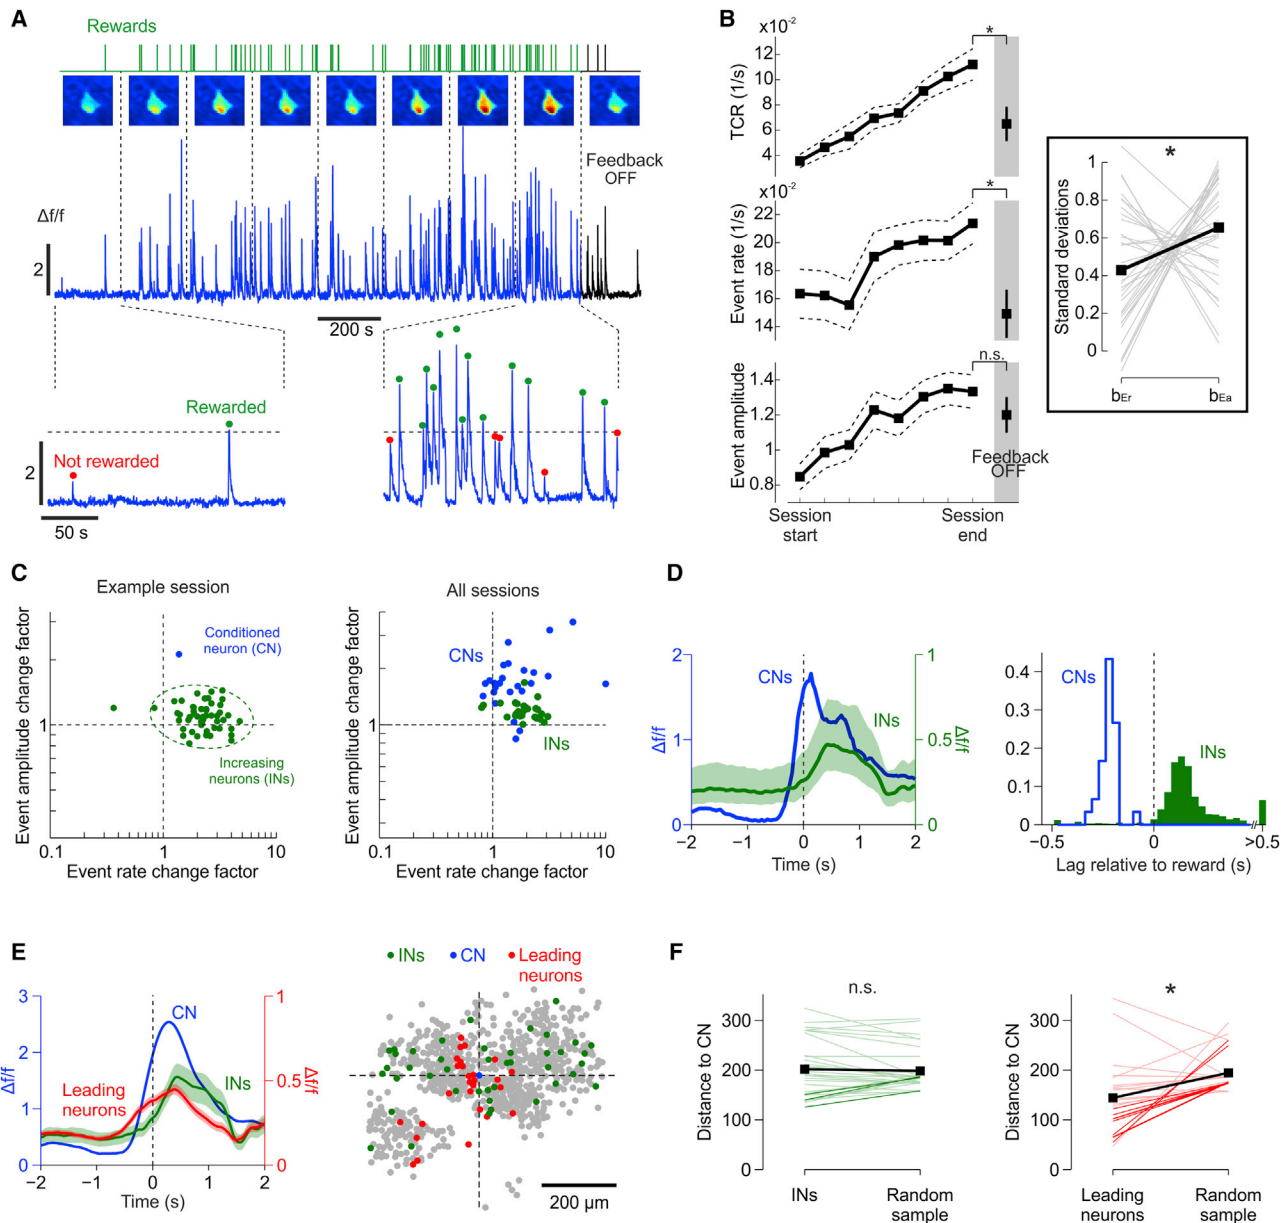 A
Rewards
Feedback
OFF
Δf/f
2
200 s
Rewarded
Not rewarded
2
50 s
B
x10⁻²
12
10
8
6
4
TCR (1/s)
*
x10⁻²
22
20
18
16
14
Event rate (1/s)
*
1.4
1.2
1
0.8
Event amplitude
n.s.
Feedback
OFF
Session
start
Session
end
*
1
0.8
0.6
0.4
0.2
0
Standard deviations
bEr
bEa
C
Example session
Event amplitude change factor
1
Conditioned
neuron (CN)
Increasing
neurons (INs)
0.1
1
10
Event rate change factor
All sessions
Event amplitude change factor
1
CNs
INs
0.1
1
10
Event rate change factor
D
2
1
0
Δf/f
CNs
INs
1
0.5
0
Δf/f
−2
−1
0
1
2
Time (s)
0.4
0.3
0.2
0.1
0
CNs
INs
−0.5
0
>0.5
Lag relative to reward (s)
E
3
2
1
0
Δf/f
CN
Leading
neurons
INs
1
0.5
0
Δf/f
−2
−1
0
1
2
Time (s)
INs
CN
Leading
neurons
200 µm
F
n.s.
300
200
100
0
Distance to CN
INs
Random
sample
*
300
200
100
0
Distance to CN
Leading
neurons
Random
sample